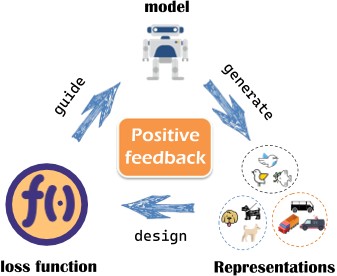 model
guide
generate
Positive
feedback
f(·)
design
loss function
Representations